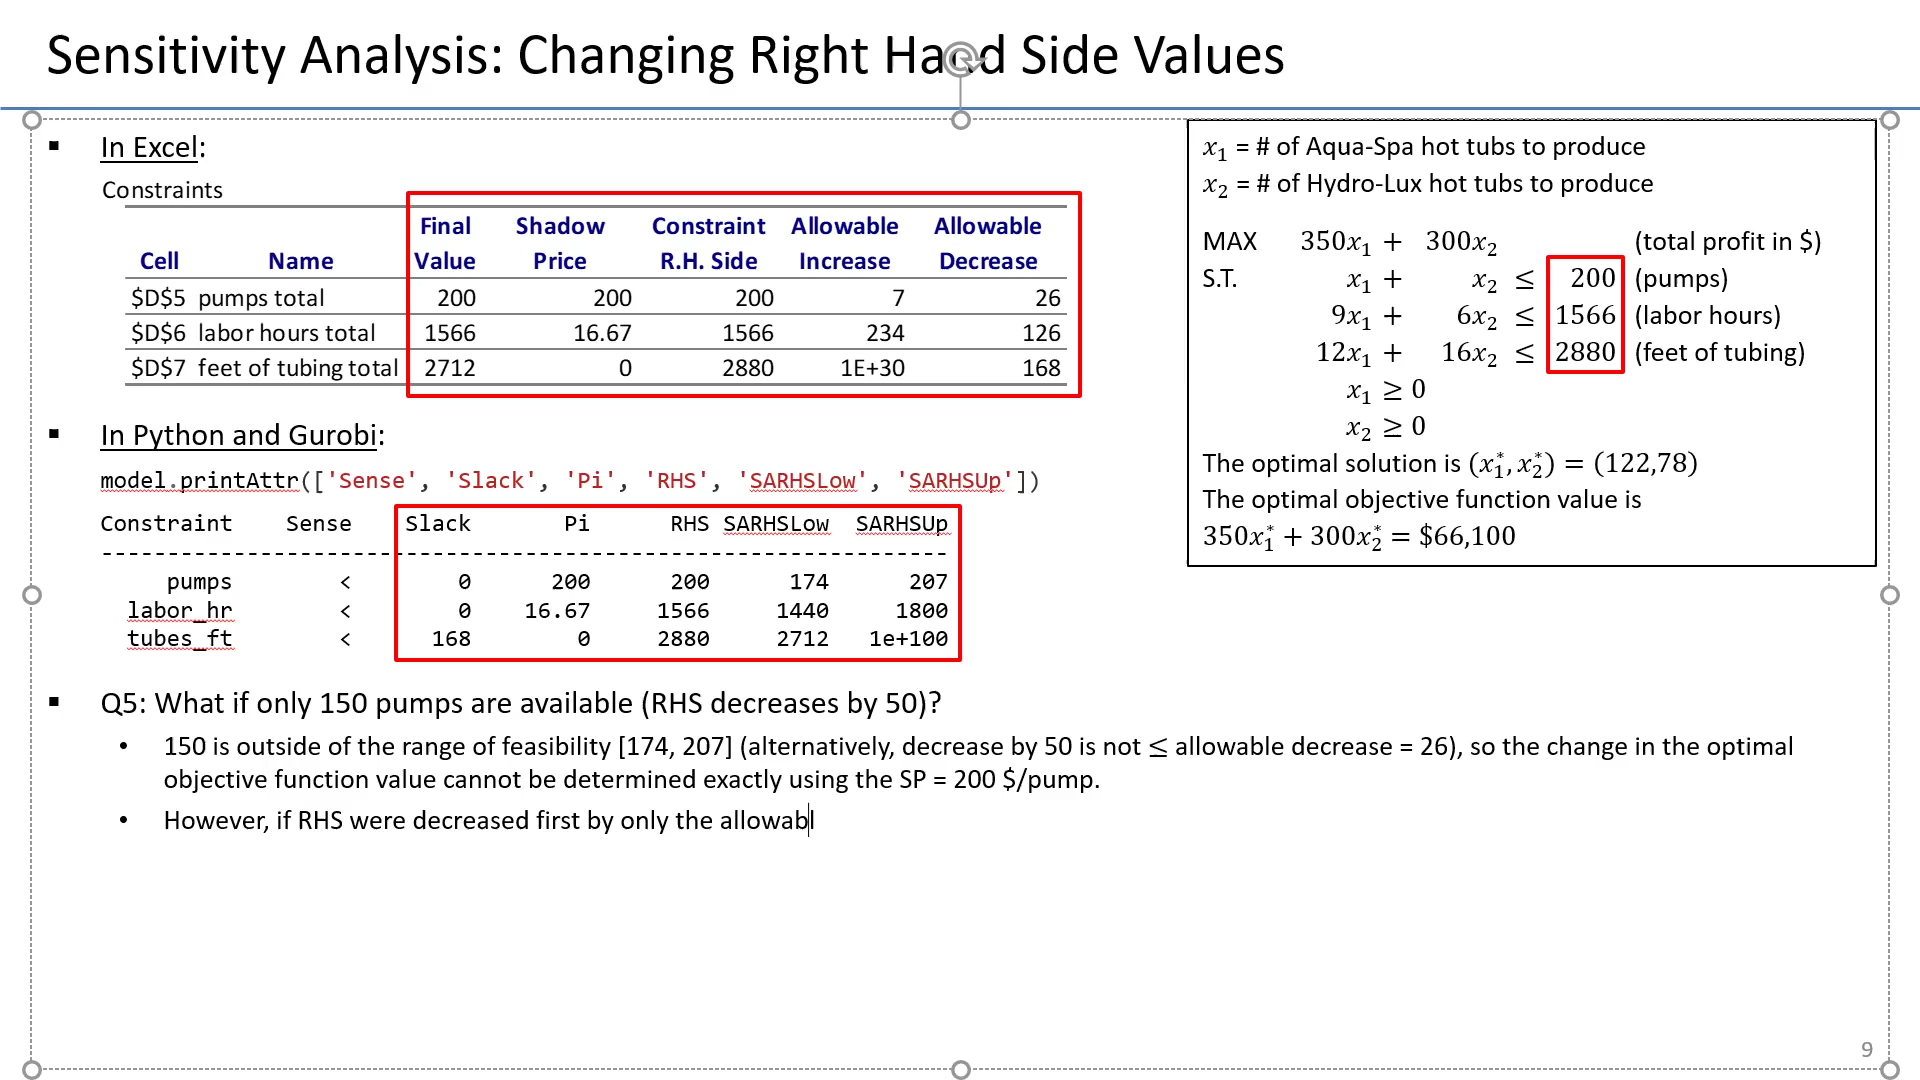 Sensitivity Analysis: Changing Right Hand Side Values
▪ In Excel:
Constraints
Final Shadow Constraint Allowable Allowable
Cell Name Value Price R.H. Side Increase Decrease
$D$5 pumps total 200 200 200 7 26
$D$6 labor hours total 1566 16.67 1566 234 126
$D$7 feet of tubing total 2712 0 2880 1E+30 168
▪ In Python and Gurobi:
model.printAttr(['Sense', 'Slack', 'Pi', 'RHS', 'SARHSLow', 'SARHSUp'])
Constraint Sense Slack Pi RHS SARHSLow SARHSUp
----------------------------------------------------------------
pumps < 0 200 200 174 207
labor_hr < 0 16.67 1566 1440 1800
tubes_ft < 168 0 2880 2712 1e+100
▪ Q5: What if only 150 pumps are available (RHS decreases by 50)?
• 150 is outside of the range of feasibility [174, 207] (alternatively, decrease by 50 is not ≤ allowable decrease = 26), so the change in the optimal
objective function value cannot be determined exactly using the SP = 200 $/pump.
• However, if RHS were decreased first by only the allowabl
x₁ = # of Aqua-Spa hot tubs to produce
x₂ = # of Hydro-Lux hot tubs to produce
MAX 350x₁ + 300x₂ (total profit in $)
S.T. x₁ + x₂ ≤ 200 (pumps)
9x₁ + 6x₂ ≤ 1566 (labor hours)
12x₁ + 16x₂ ≤ 2880 (feet of tubing)
x₁ ≥ 0
x₂ ≥ 0
The optimal solution is (x₁*, x₂*) = (122,78)
The optimal objective function value is
350x₁* + 300x₂* = $66,100
9